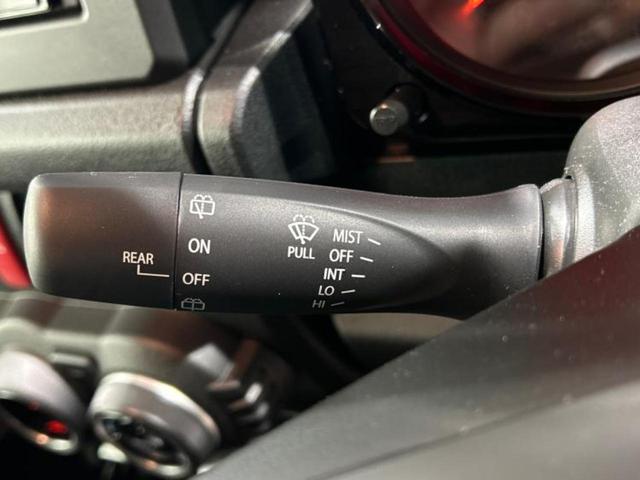 REAR
ON
OFF
PULL
MIST
OFF
INT
LO
HI